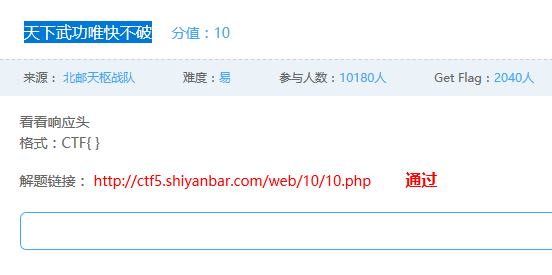 天下武功唯快不破 分值：10
来源： 北邮天枢战队 难度：易 参与人数：10180人 Get Flag：2040人
看看响应头
格式：CTF{ }
解题链接： http://ctf5.shiyanbar.com/web/10/10.php 通过